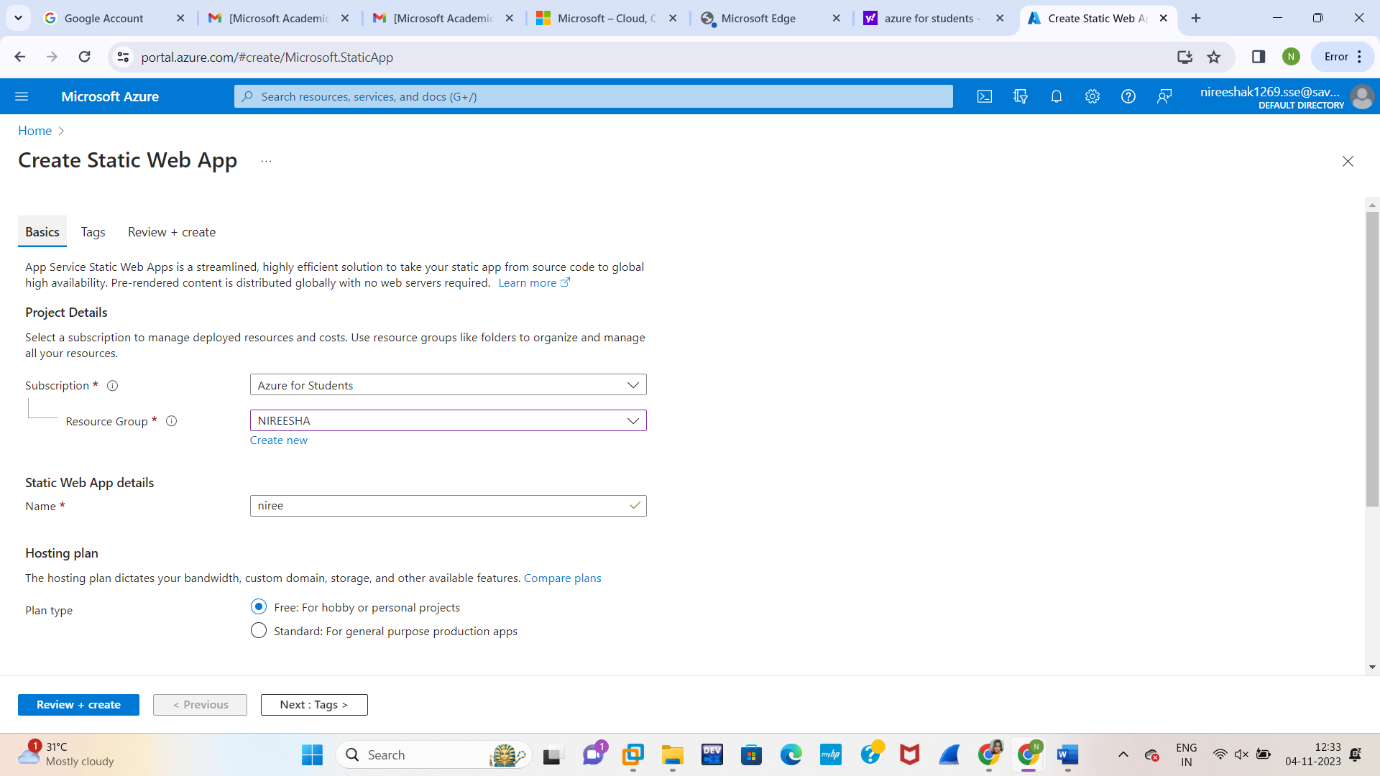 Google Account
[Microsoft Academic
[Microsoft Academic
Microsoft – Cloud, C
Microsoft Edge
azure for students -
Create Static Web Ap
portal.azure.com/#create/Microsoft.StaticApp
N
Error
Microsoft Azure
Search resources, services, and docs (G+/)
nireeshak1269.sse@sav...
DEFAULT DIRECTORY
Home >
Create Static Web App ...
Basics Tags Review + create
App Service Static Web Apps is a streamlined, highly efficient solution to take your static app from source code to global
high availability. Pre-rendered content is distributed globally with no web servers required. Learn more
Project Details
Select a subscription to manage deployed resources and costs. Use resource groups like folders to organize and manage
all your resources.
Subscription *
Azure for Students
Resource Group *
NIREESHA
Create new
Static Web App details
Name *
niree
Hosting plan
The hosting plan dictates your bandwidth, custom domain, storage, and other available features. Compare plans
Plan type
Free: For hobby or personal projects
Standard: For general purpose production apps
Review + create
< Previous
Next : Tags >
1
31°C
Mostly cloudy
Search
1
DEV
hp
N
W
ENG
IN
12:33
04-11-2023